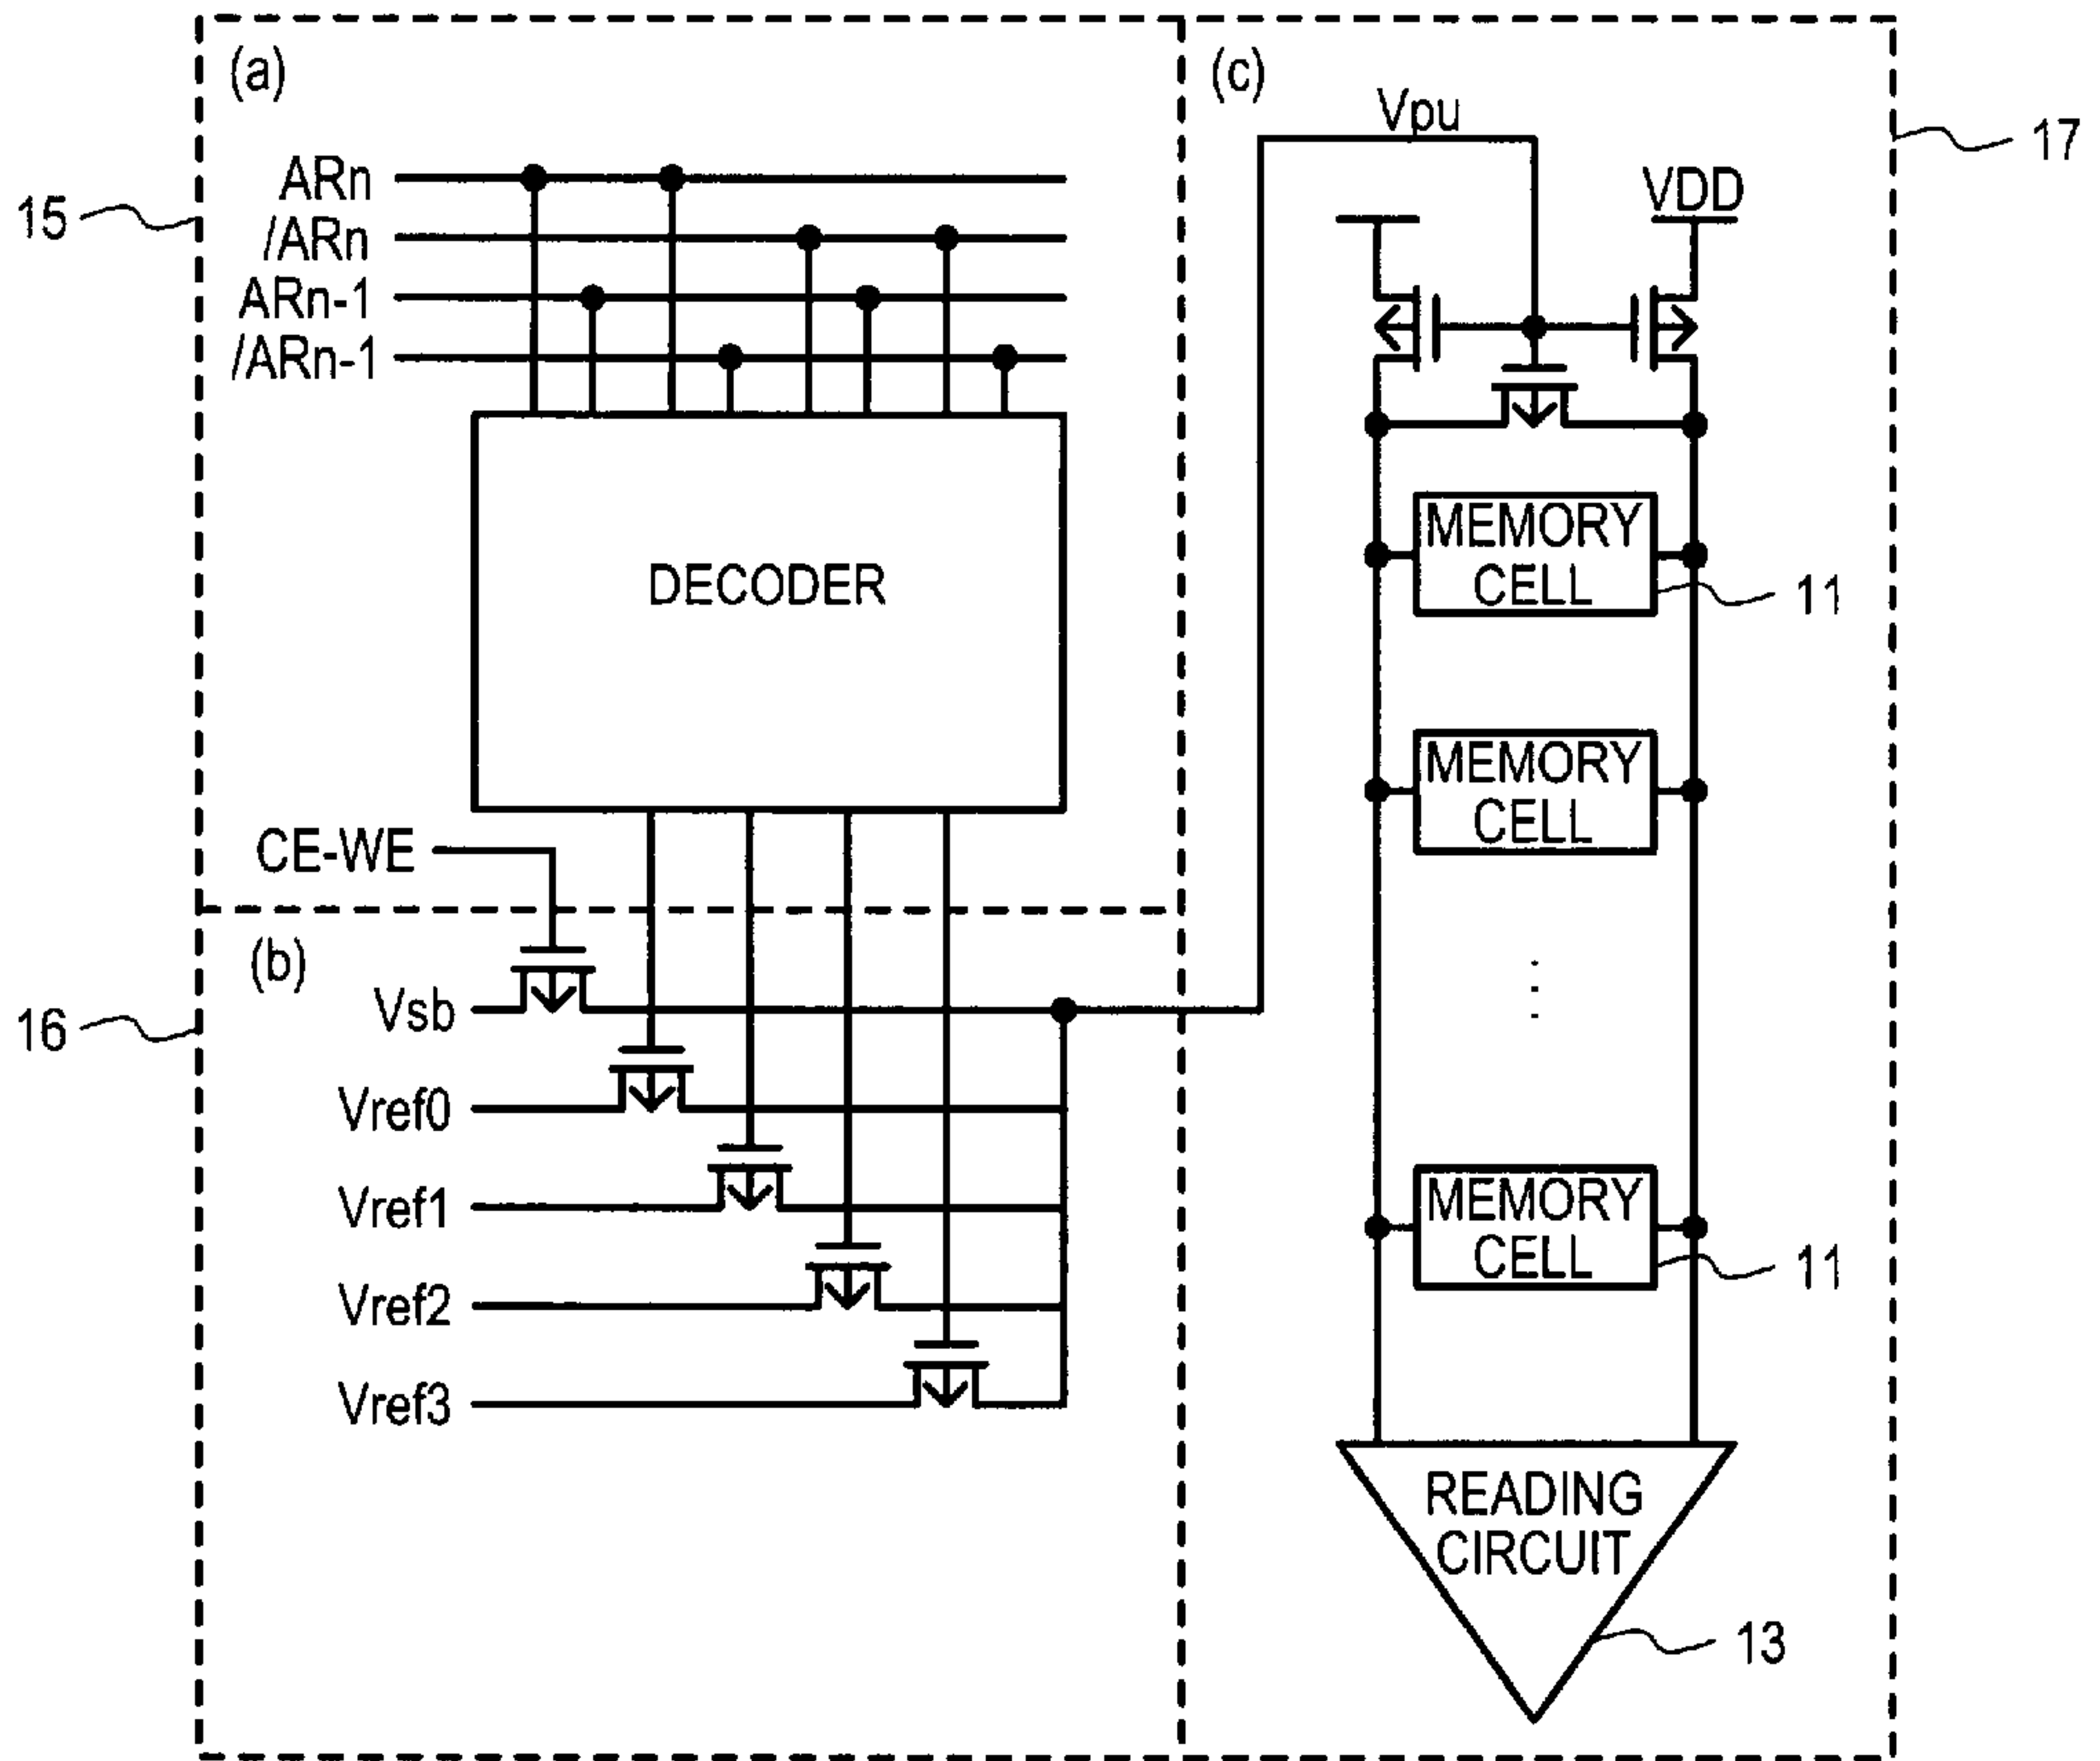 (a)
(c)
Vpu
17
VDD
15
ARn
/ARn
ARn-1
/ARn-1
DECODER
MEMORY
CELL
11
MEMORY
CELL
CE-WE
(b)
16
Vsb
Vref0
Vref1
Vref2
Vref3
MEMORY
CELL
11
READING
CIRCUIT
13